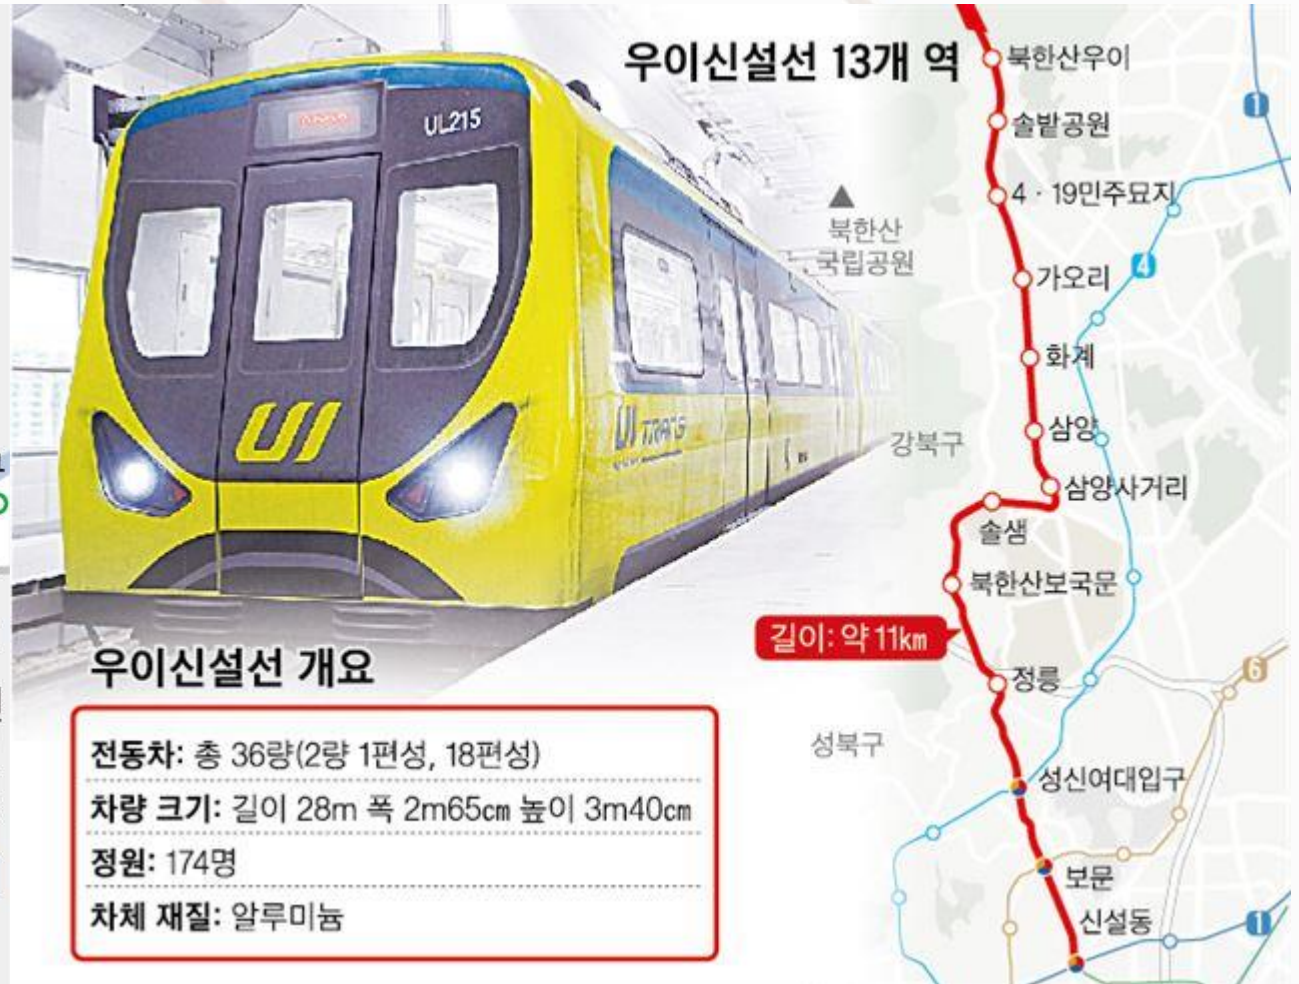 우이신설선 13개 역
UL215
UI
UI TRANS
북한산우이
솔밭공원
4·19민주묘지
가오리
화계
삼양
삼양사거리
솔샘
북한산보국문
정릉
성신여대입구
보문
신설동
1
4
6
1
▲
북한산
국립공원
강북구
성북구
길이: 약 11km
우이신설선 개요
전동차: 총 36량(2량 1편성, 18편성)
차량 크기: 길이 28m 폭 2m65㎝ 높이 3m40㎝
정원: 174명
차체 재질: 알루미늄